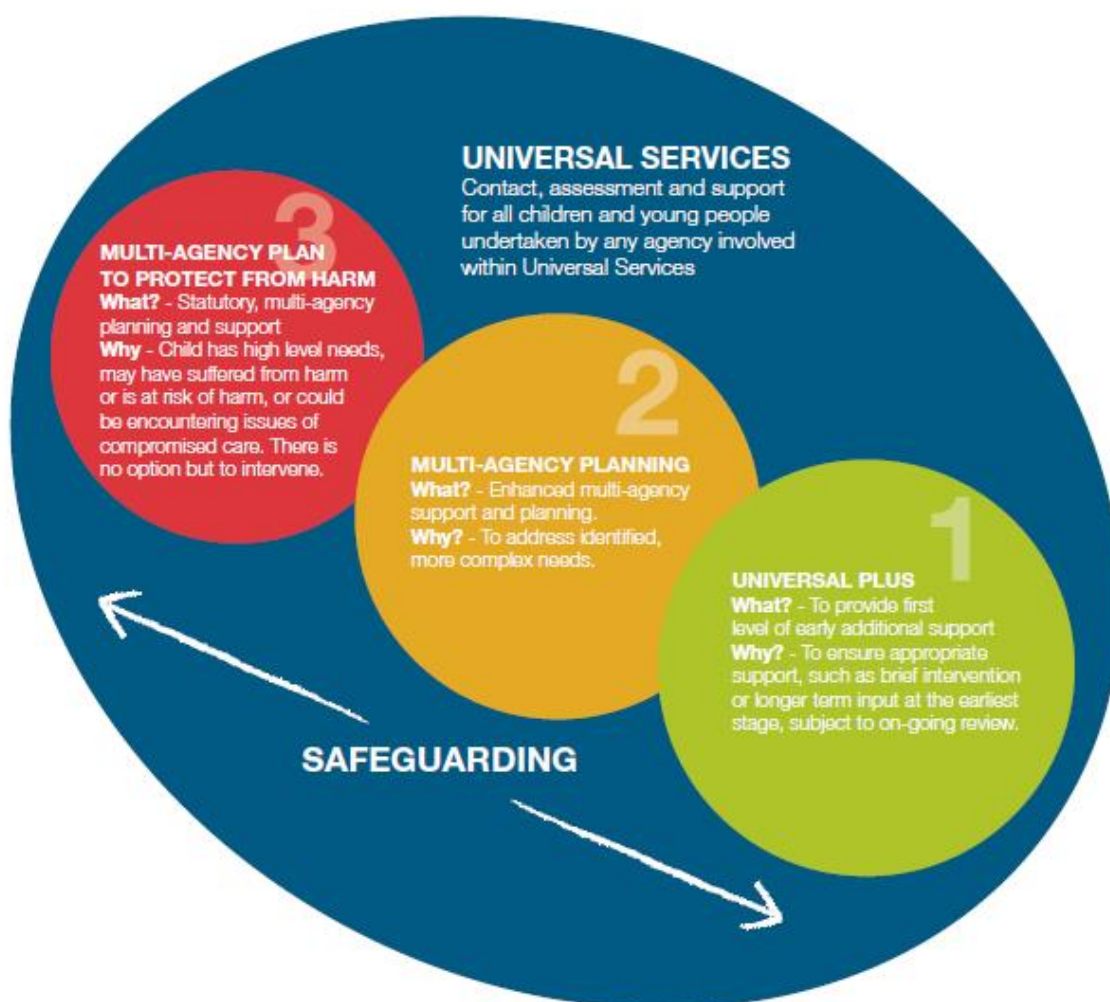 UNIVERSAL SERVICES
Contact, assessment and support
for all children and young people
undertaken by any agency involved
within Universal Services
3
MULTI-AGENCY PLAN
TO PROTECT FROM HARM
What? - Statutory, multi-agency
planning and support
Why - Child has high level needs,
may have suffered from harm
or is at risk of harm, or could
be encountering issues of
compromised care. There is
no option but to intervene.
2
MULTI-AGENCY PLANNING
What? - Enhanced multi-agency
support and planning.
Why? - To address identified,
more complex needs.
1
UNIVERSAL PLUS
What? - To provide first
level of early additional support
Why? - To ensure appropriate
support, such as brief intervention
or longer term input at the earliest
stage, subject to on-going review.
SAFEGUARDING